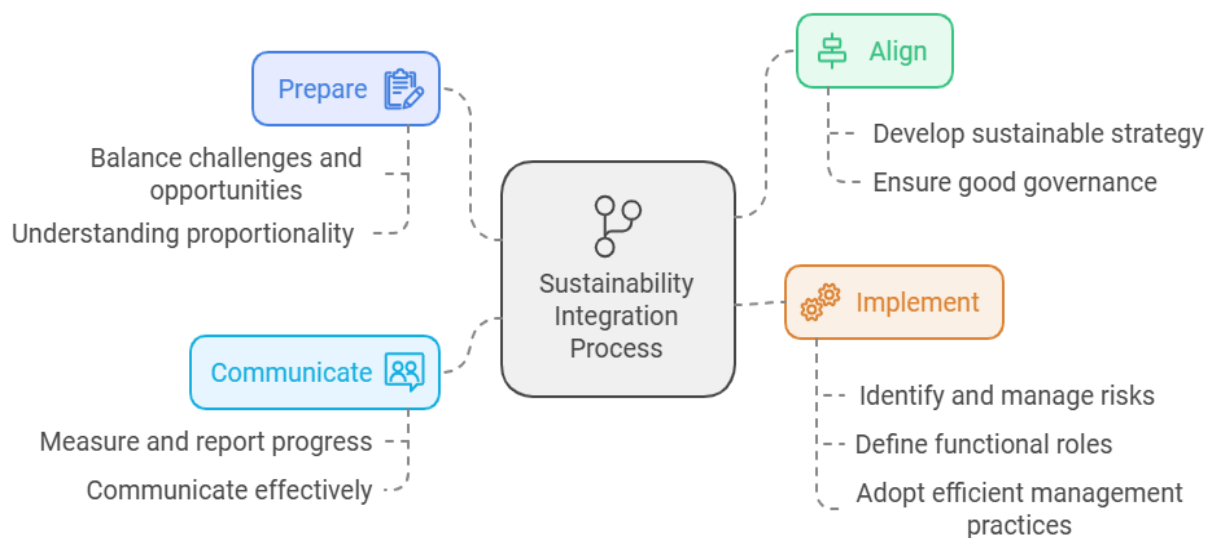 Prepare
Balance challenges and
opportunities
Understanding proportionality
Communicate
Measure and report progress
Communicate effectively
Sustainability
Integration
Process
Align
Develop sustainable strategy
Ensure good governance
Implement
Identify and manage risks
Define functional roles
Adopt efficient management
practices